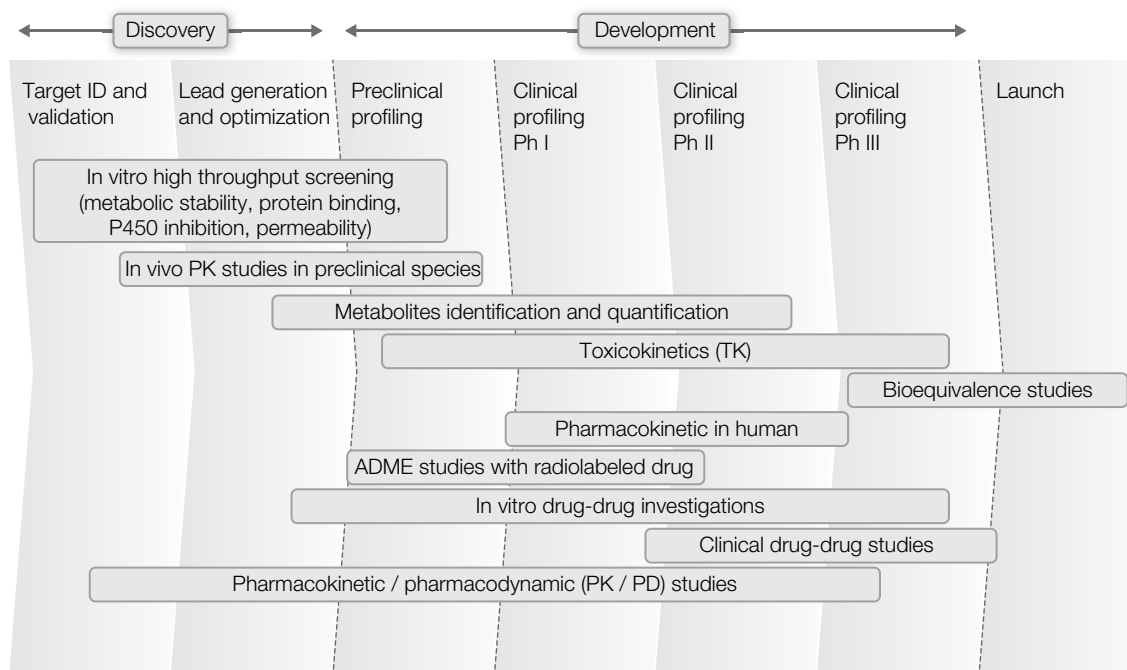 Discovery
Development
Target ID and
validation
Lead generation
and optimization
Preclinical
profiling
Clinical
profiling
Ph I
Clinical
profiling
Ph II
Clinical
profiling
Ph III
Launch
In vitro high throughput screening
(metabolic stability, protein binding,
P450 inhibition, permeability)
In vivo PK studies in preclinical species
Metabolites identification and quantification
Toxicokinetics (TK)
Bioequivalence studies
Pharmacokinetic in human
ADME studies with radiolabeled drug
In vitro drug-drug investigations
Clinical drug-drug studies
Pharmacokinetic / pharmacodynamic (PK / PD) studies